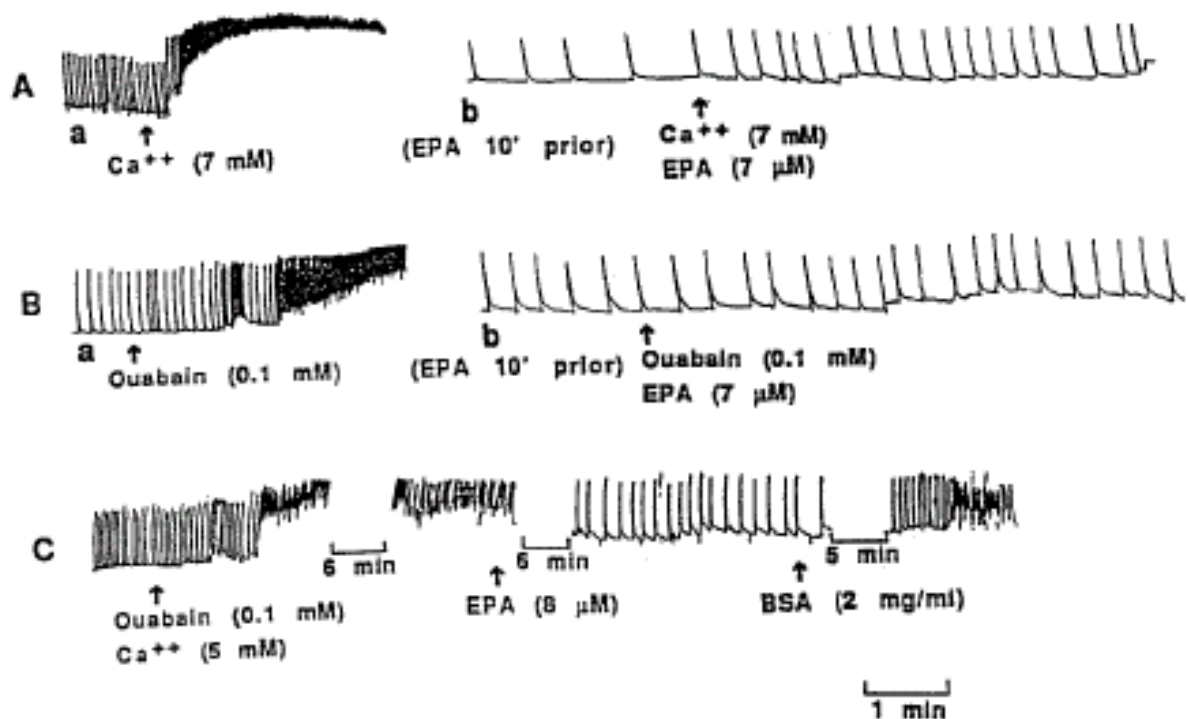 A
a
Ca++ (7 mM)
b
(EPA 10' prior)
Ca++ (7 mM)
EPA (7 μM)
B
a
Ouabain (0.1 mM)
b
(EPA 10' prior)
Ouabain (0.1 mM)
EPA (7 μM)
C
6 min
6 min
5 min
Ouabain (0.1 mM)
Ca++ (5 mM)
EPA (8 μM)
BSA (2 mg/ml)
1 min